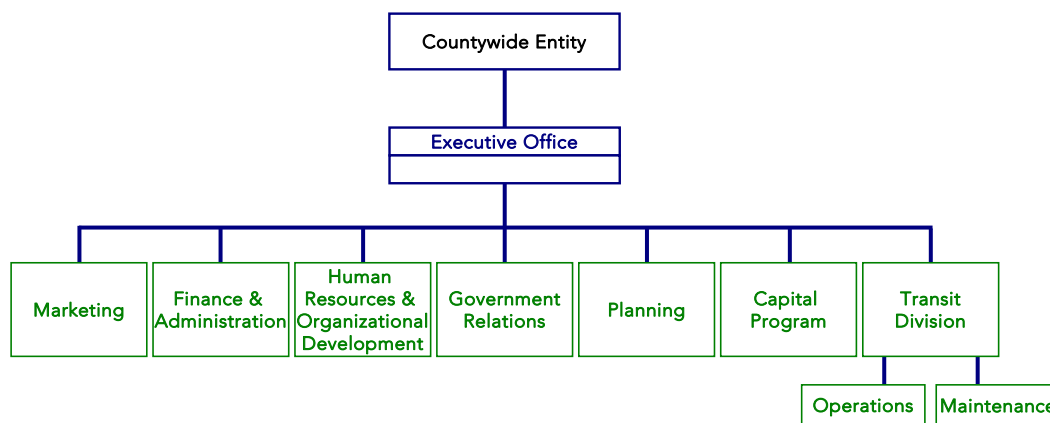 Countywide Entity
Executive Office
Marketing
Finance &
Administration
Human
Resources &
Organizational
Development
Government
Relations
Planning
Capital
Program
Transit
Division
Operations
Maintenance